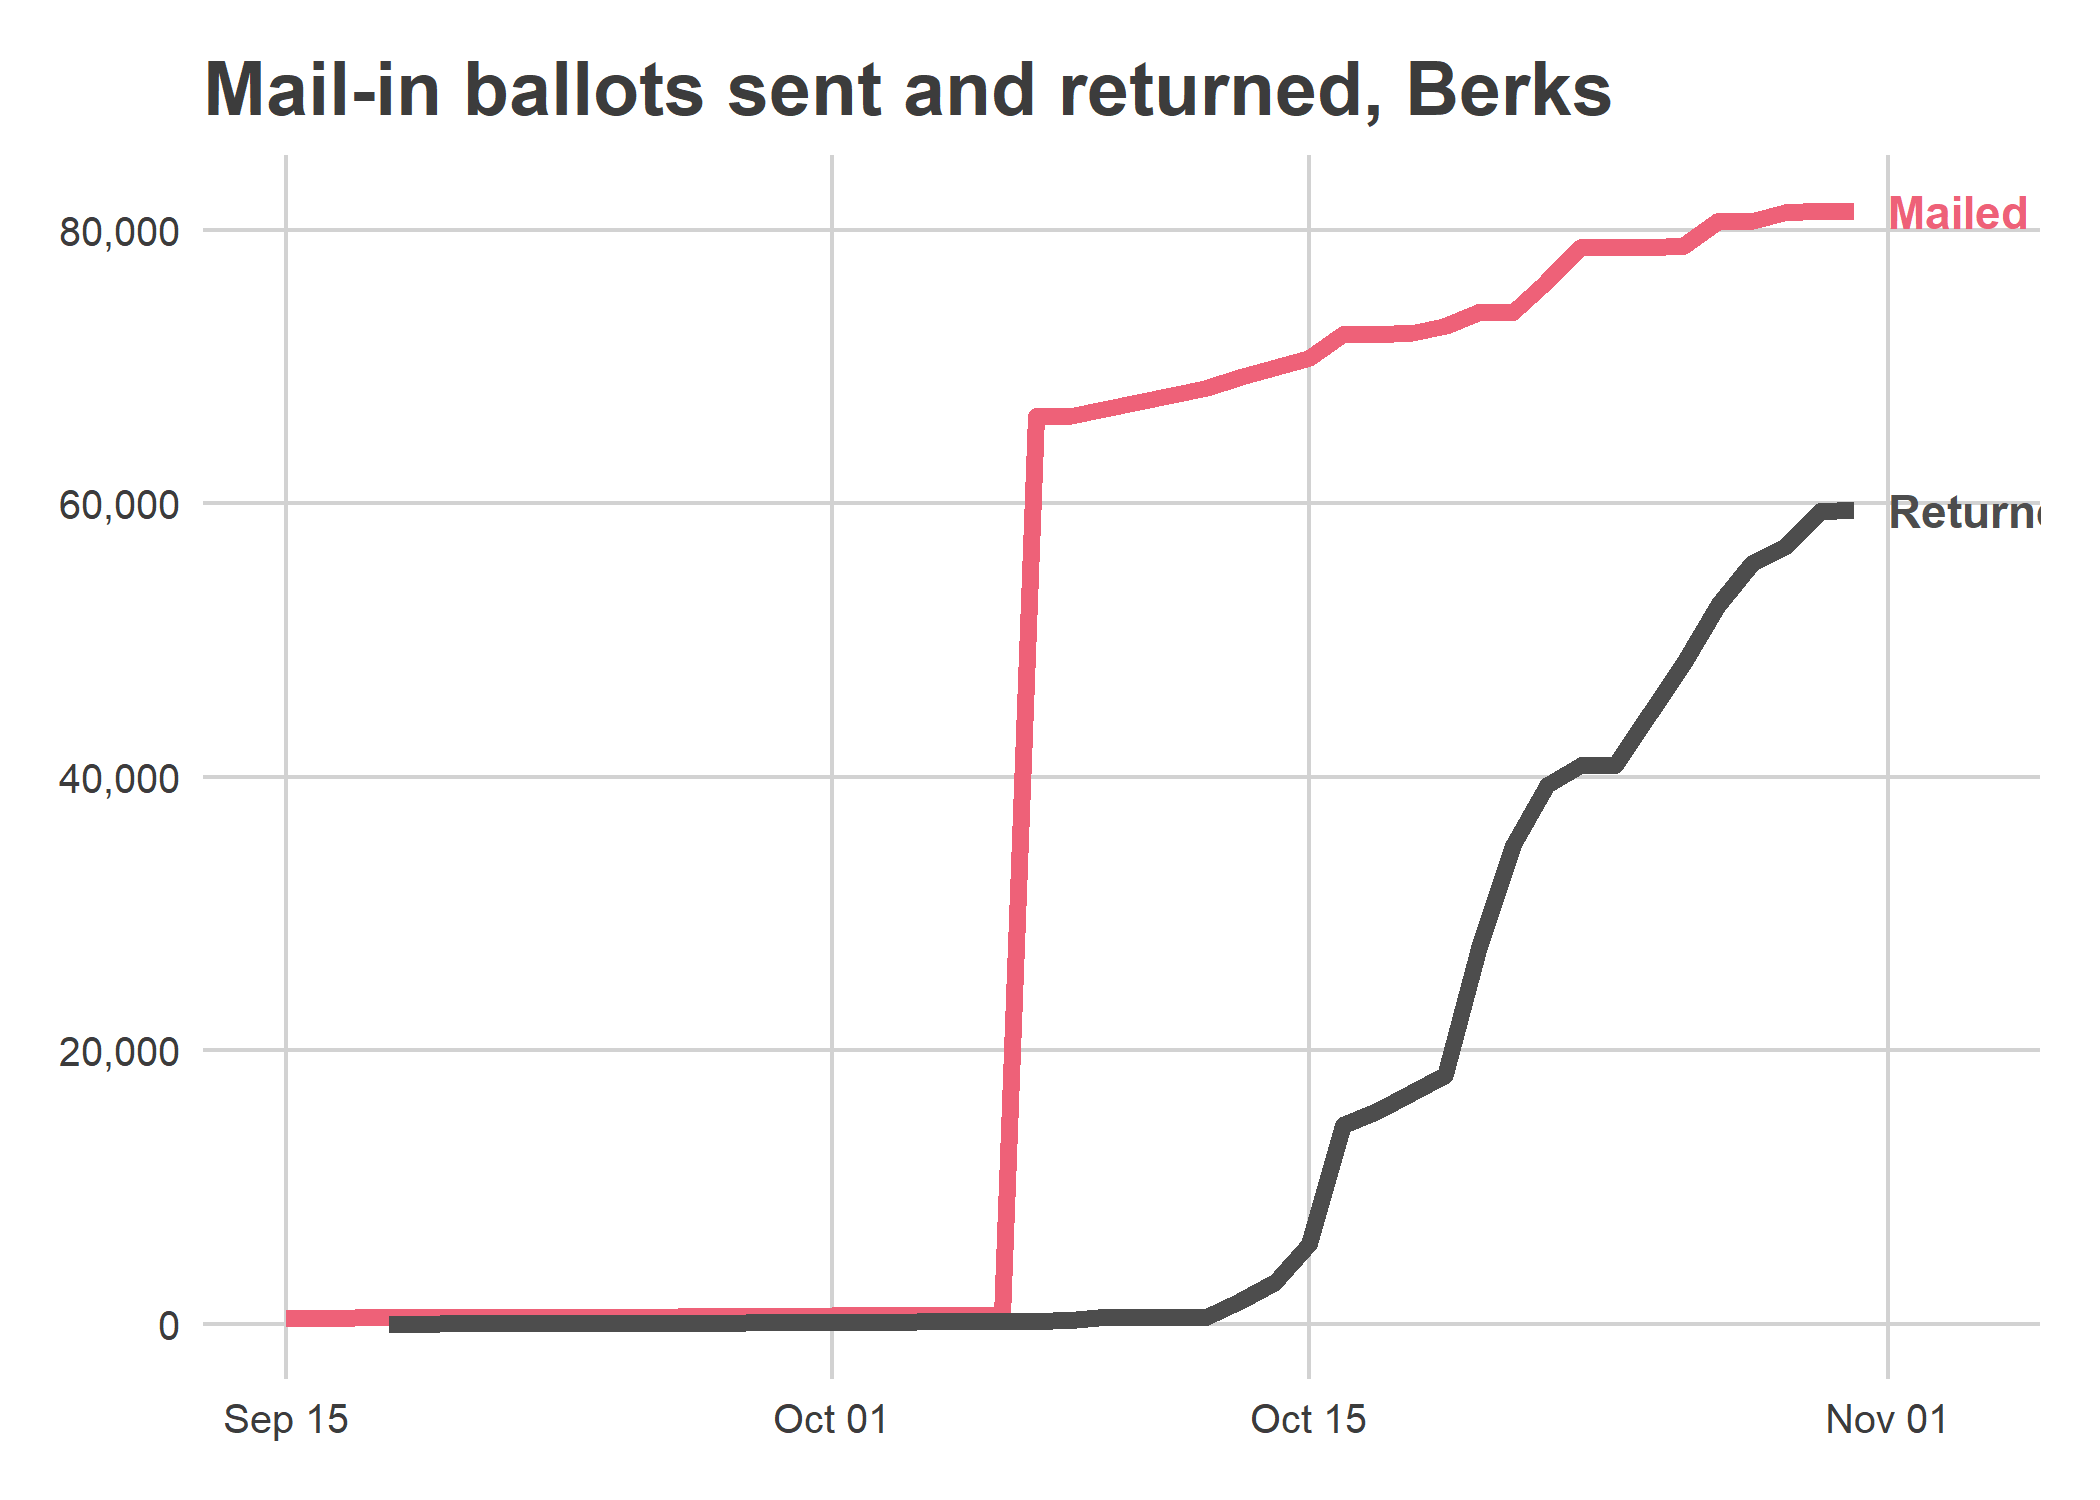 Mail-in ballots sent and returned, Berks
80,000
Mailed
60,000
Returne
40,000
20,000
0
Sep 15
Oct 01
Oct 15
Nov 01